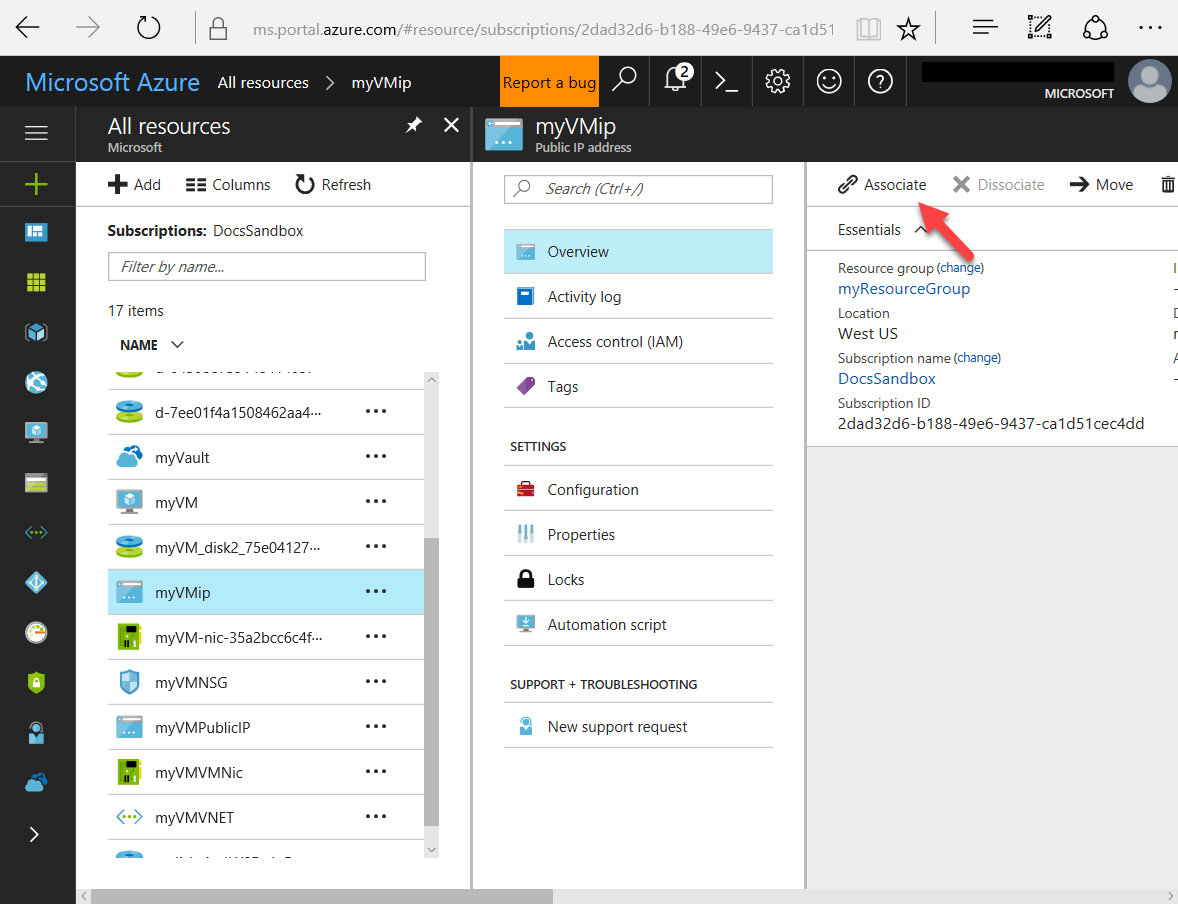 ms.portal.azure.com/#resource/subscriptions/2dad32d6-b188-49e6-9437-ca1d51
Microsoft Azure All resources > myVMip Report a bug 2 MICROSOFT
All resources
Microsoft
Add Columns Refresh
Subscriptions: DocsSandbox
Filter by name...
17 items
NAME
d-7ee01f4a1508462aa4...
myVault
myVM
myVM_disk2_75e04127...
myVMip
myVM-nic-35a2bcc6c4f...
myVMNSG
myVMPublicIP
myVMVMNic
myVMVNET
myVMip
Public IP address
Search (Ctrl+/)
Overview
Activity log
Access control (IAM)
Tags
SETTINGS
Configuration
Properties
Locks
Automation script
SUPPORT + TROUBLESHOOTING
New support request
Associate Dissociate Move
Essentials
Resource group (change)
myResourceGroup
Location
West US
Subscription name (change)
DocsSandbox
Subscription ID
2dad32d6-b188-49e6-9437-ca1d51cec4dd